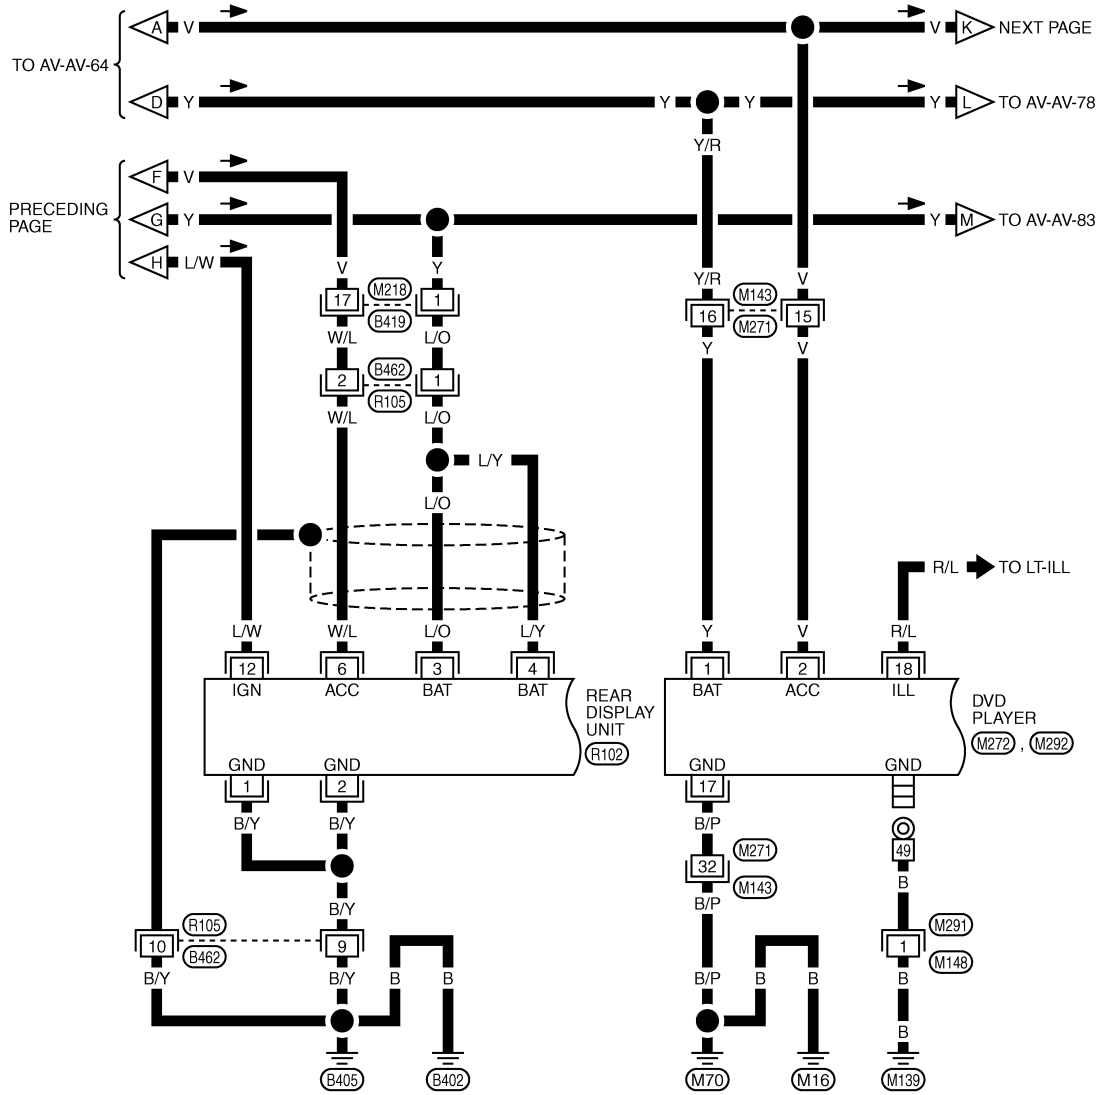 A V V K NEXT PAGE
TO AV-AV-64
D Y Y Y Y L TO AV-AV-78
Y/R
F V
PRECEDING
PAGE
G Y Y M TO AV-AV-83
H L/W
V Y Y/R V
17 M218 1
B419
16 M143 15
M271
W/L L/O
Y V
2 B462 1
R105
W/L L/O
L/Y
L/O
R/L TO LT-ILL
L/W W/L L/O L/Y Y V R/L
12 6 3 4 1 2 18
IGN ACC BAT BAT BAT ACC ILL
REAR
DISPLAY
UNIT
R102
DVD
PLAYER
M272 , M292
GND GND GND GND
1 2 17
B/Y B/Y B/P
49
32 M271
M143
B
B/Y B/P
10 R105 9
B462
1 M291
M148
B/Y B/Y B B B/P B B B
B
B405 B402 M70 M16 M139